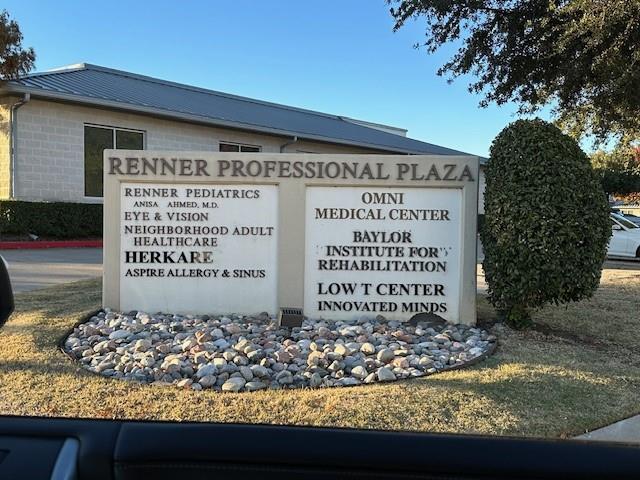 RENNER PROFESSIONAL PLAZA
RENNER PEDIATRICS
ANISA AHMED, M.D.
EYE & VISION
NEIGHBORHOOD ADULT
HEALTHCARE
HERKARE
ASPIRE ALLERGY & SINUS
OMNI
MEDICAL CENTER
BAYLOR
INSTITUTE FOR
REHABILITATION
LOW T CENTER
INNOVATED MINDS